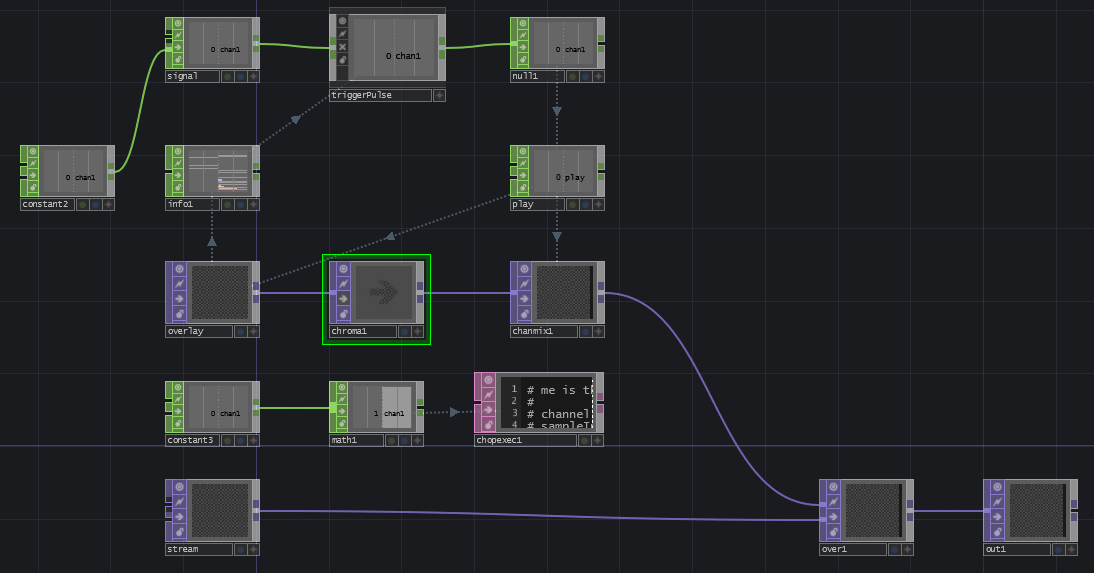 0 chan1
0 chan1
0 chan1
signal
triggerPulse
null1
0 chan1
0 play
constant2
info1
play
overlay
chroma1
chanmix1
0 chan1
1 chan1
1 # me is t
2 #
3 # channel
4 # sampleI
constant3
math1
chopexec1
stream
over1
out1